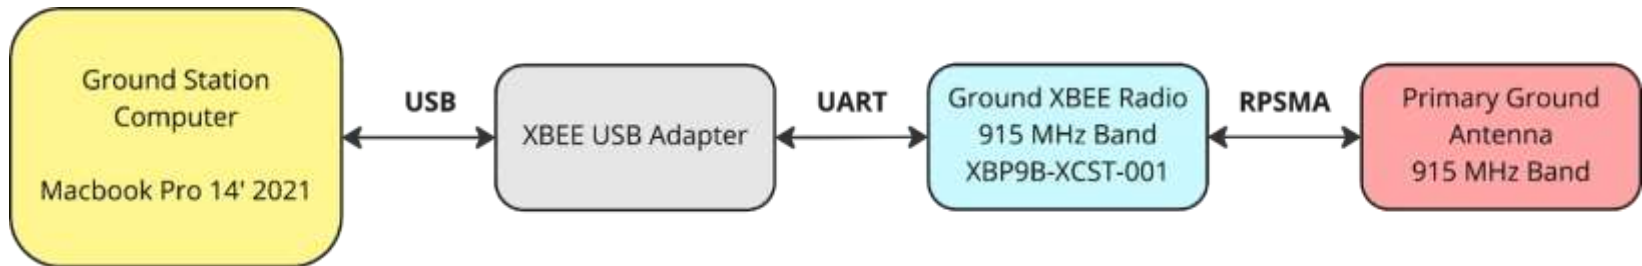 Ground Station
Computer
Macbook Pro 14' 2021
USB
XBEE USB Adapter
UART
Ground XBEE Radio
915 MHz Band
XBP9B-XCST-001
RPSMA
Primary Ground
Antenna
915 MHz Band